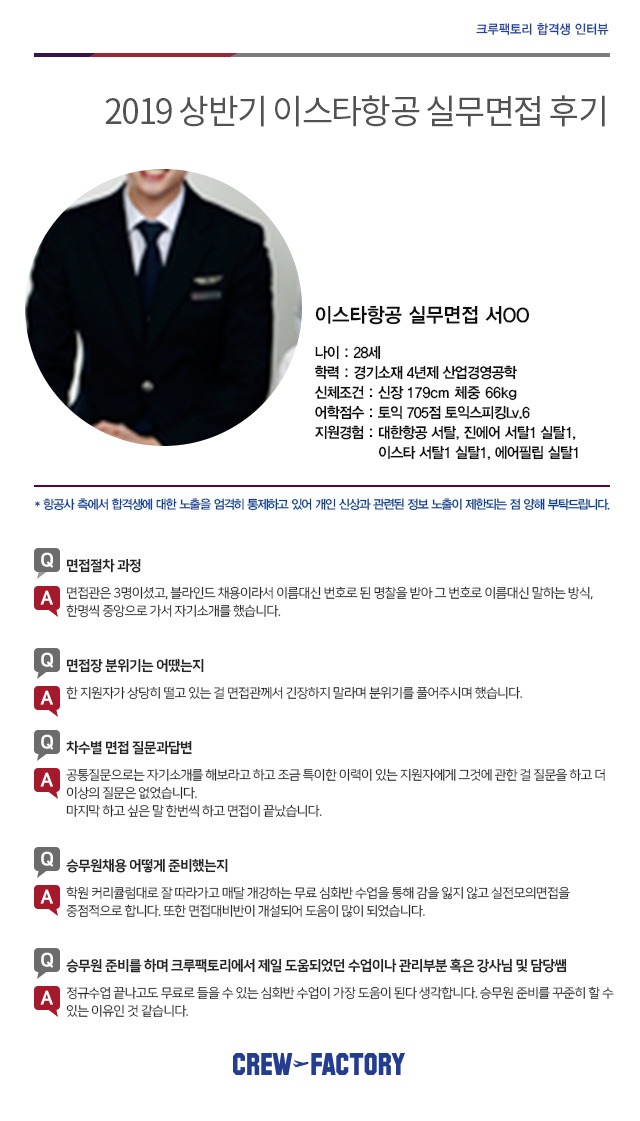 크루팩토리 합격생 인터뷰
2019 상반기 이스타항공 실무면접 후기
이스타항공 실무면접 서OO
나이 : 28세
학력 : 경기소재 4년제 산업경영공학
신체조건 : 신장 179cm 체중 66kg
어학점수 : 토익 705점 토익스피킹Lv.6
지원경험 : 대한항공 서탈, 진에어 서탈1 실탈1,
이스타 서탈1 실탈1, 에어필립 실탈1
* 항공사 측에서 합격생에 대한 노출을 엄격히 통제하고 있어 개인 신상과 관련된 정보 노출이 제한되는 점 양해 부탁드립니다.
Q 면접절차 과정
A 면접관은 3명이셨고, 블라인드 채용이라서 이름대신 번호로 된 명찰을 받아 그 번호로 이름대신 말하는 방식,
한명씩 중앙으로 가서 자기소개를 했습니다.
Q 면접장 분위기는 어땠는지
A 한 지원자가 상당히 떨고 있는 걸 면접관께서 긴장하지 말라며 분위기를 풀어주시며 했습니다.
Q 차수별 면접 질문과답변
A 공통질문으로는 자기소개를 해보라고 하고 조금 특이한 이력이 있는 지원자에게 그것에 관한 걸 질문을 하고 더
이상의 질문은 없었습니다.
마지막 하고 싶은 말 한번씩 하고 면접이 끝났습니다.
Q 승무원채용 어떻게 준비했는지
A 학원 커리큘럼대로 잘 따라가고 매달 개강하는 무료 심화반 수업을 통해 감을 잃지 않고 실전모의면접을
중점적으로 합니다. 또한 면접대비반이 개설되어 도움이 많이 되었습니다.
Q 승무원 준비를 하며 크루팩토리에서 제일 도움되었던 수업이나 관리부분 혹은 강사님 및 담당쌤
A 정규수업 끝나고도 무료로 들을 수 있는 심화반 수업이 가장 도움이 된다 생각합니다. 승무원 준비를 꾸준히 할 수
있는 이유인 것 같습니다.
CREW FACTORY